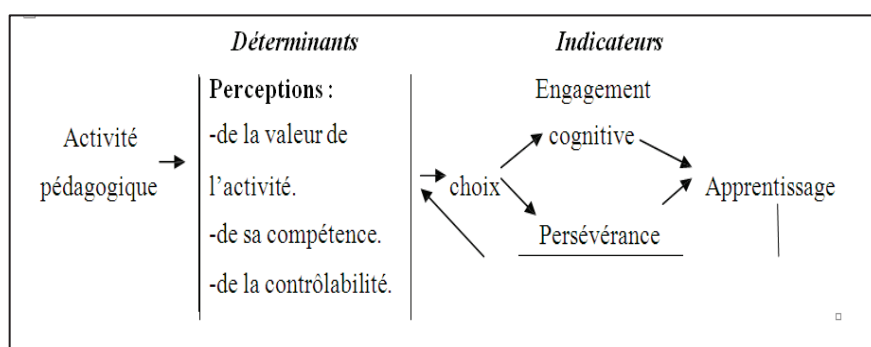 Déterminants
Indicateurs
Perceptions :
Engagement
Activité
-de la valeur de
cognitive
pédagogique
l’activité.
choix
Apprentissage
-de sa compétence.
Persévérance
-de la contrôlabilité.